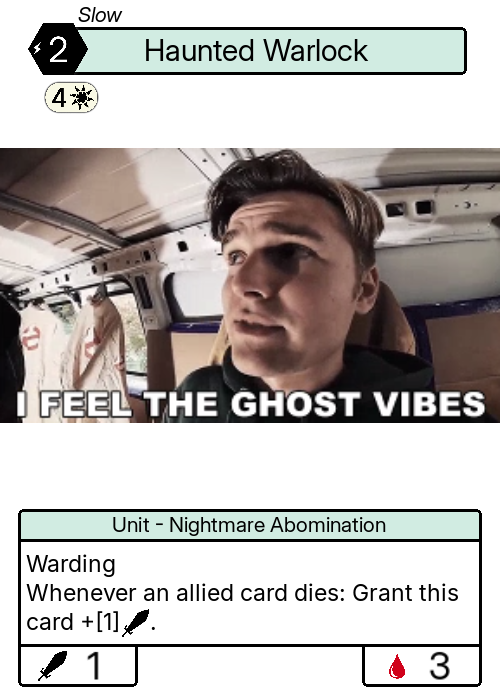 Slow
2 Haunted Warlock
4
I FEEL THE GHOST VIBES
Unit - Nightmare Abomination
Warding
Whenever an allied card dies: Grant this
card +[1] .
1 3